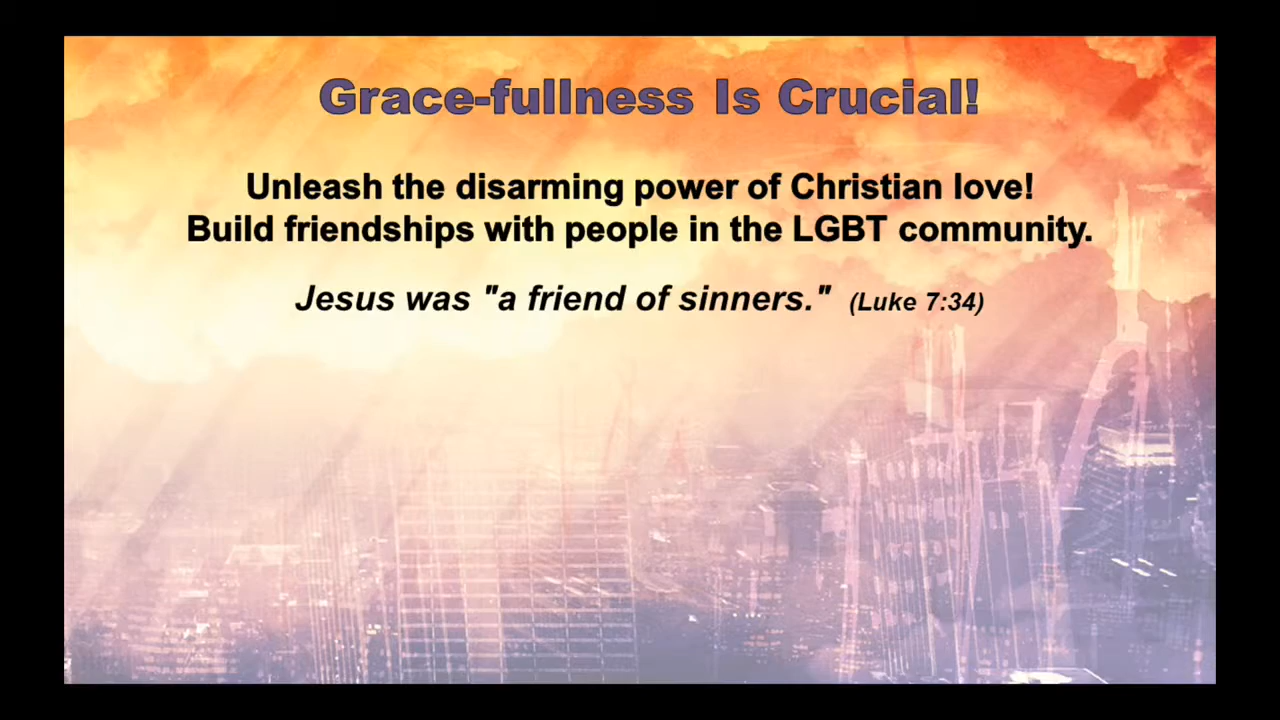 Grace-fullness Is Crucial!
Unleash the disarming power of Christian love!
Build friendships with people in the LGBT community.
Jesus was "a friend of sinners." (Luke 7:34)